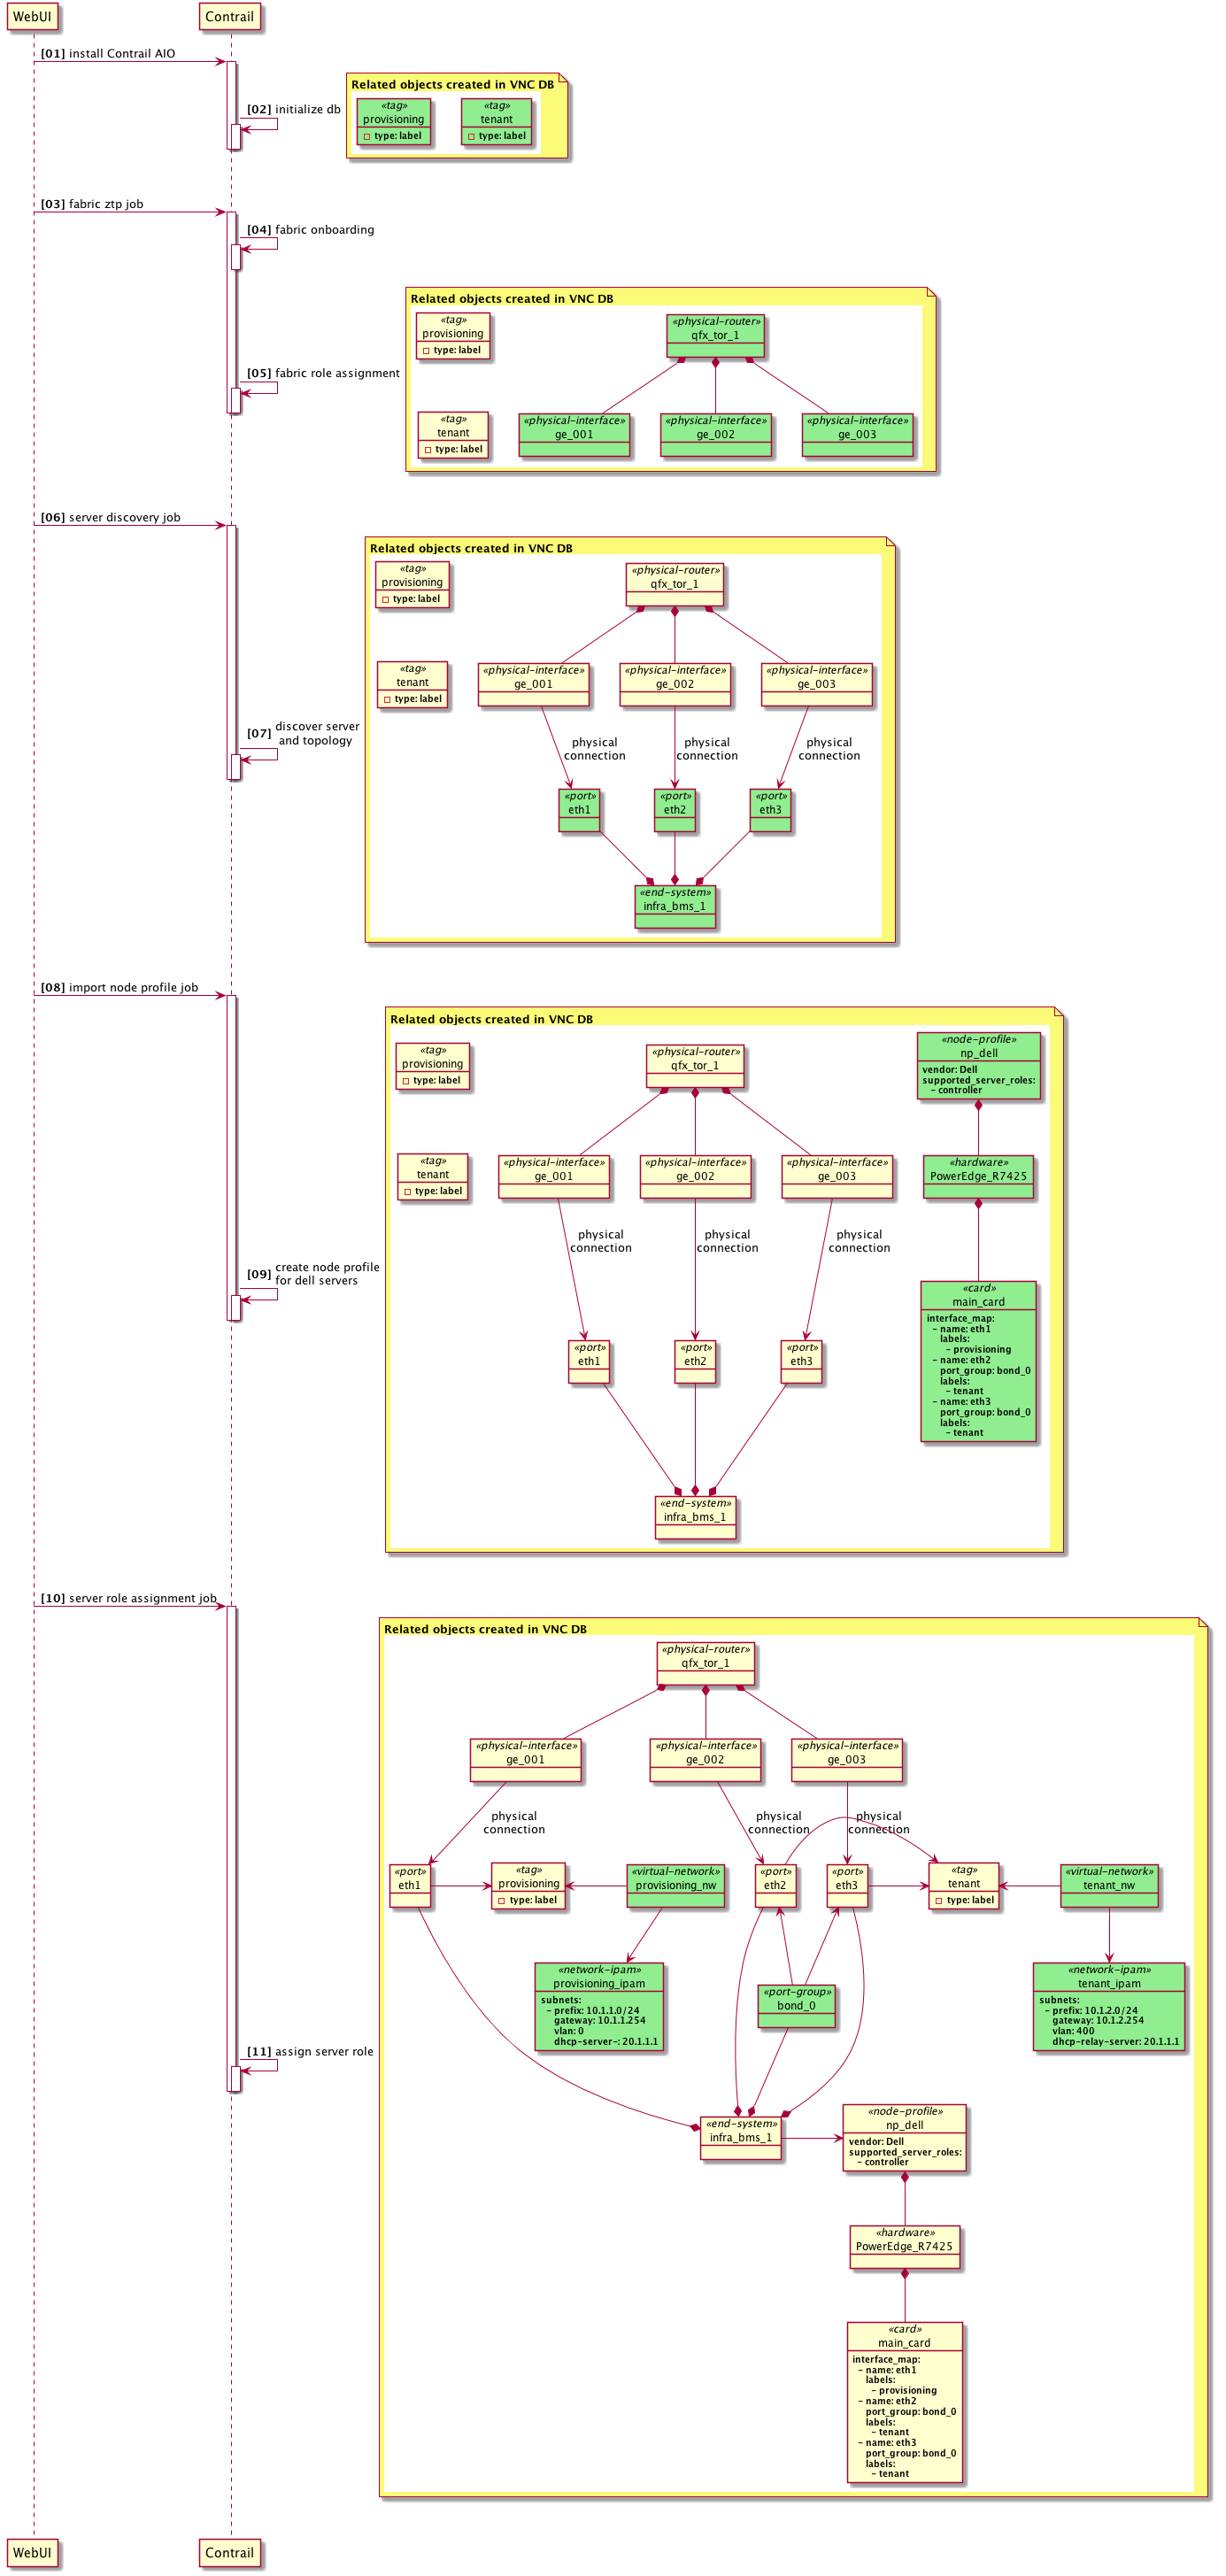 WebUI
Contrail
[01] install Contrail AIO
[02] initialize db
Related objects created in VNC DB
«tag»
provisioning
type: label
«tag»
tenant
type: label
[03] fabric ztp job
[04] fabric onboarding
[05] fabric role assignment
Related objects created in VNC DB
«tag»
provisioning
type: label
«physical-router»
qfx_tor_1
«tag»
tenant
type: label
«physical-interface»
ge_001
«physical-interface»
ge_002
«physical-interface»
ge_003
[06] server discovery job
[07] discover server
and topology
Related objects created in VNC DB
«tag»
provisioning
type: label
«physical-router»
qfx_tor_1
«tag»
tenant
type: label
«physical-interface»
ge_001
«physical-interface»
ge_002
«physical-interface»
ge_003
physical
connection
physical
connection
physical
connection
«port»
eth1
«port»
eth2
«port»
eth3
«end-system»
infra_bms_1
[08] import node profile job
[09] create node profile
for dell servers
Related objects created in VNC DB
«tag»
provisioning
type: label
«physical-router»
qfx_tor_1
«node-profile»
np_dell
vendor: Dell
supported_server_roles:
- controller
«tag»
tenant
type: label
«physical-interface»
ge_001
«physical-interface»
ge_002
«physical-interface»
ge_003
«hardware»
PowerEdge_R7425
physical
connection
physical
connection
physical
connection
«card»
main_card
interface_map:
- name: eth1
labels:
- provisioning
- name: eth2
port_group: bond_0
labels:
- tenant
- name: eth3
port_group: bond_0
labels:
- tenant
«port»
eth1
«port»
eth2
«port»
eth3
«end-system»
infra_bms_1
[10] server role assignment job
[11] assign server role
Related objects created in VNC DB
«physical-router»
qfx_tor_1
«physical-interface»
ge_001
«physical-interface»
ge_002
«physical-interface»
ge_003
physical
connection
physical
connection
physical
connection
«port»
eth1
«tag»
provisioning
type: label
«virtual-network»
provisioning_nw
«port»
eth2
«port»
eth3
«tag»
tenant
type: label
«virtual-network»
tenant_nw
«network-ipam»
provisioning_ipam
subnets:
- prefix: 10.1.1.0/24
gateway: 10.1.1.254
vlan: 0
dhcp-server-: 20.1.1.1
«port-group»
bond_0
«network-ipam»
tenant_ipam
subnets:
- prefix: 10.1.2.0/24
gateway: 10.1.2.254
vlan: 400
dhcp-relay-server: 20.1.1.1
«end-system»
infra_bms_1
«node-profile»
np_dell
vendor: Dell
supported_server_roles:
- controller
«hardware»
PowerEdge_R7425
«card»
main_card
interface_map:
- name: eth1
labels:
- provisioning
- name: eth2
port_group: bond_0
labels:
- tenant
- name: eth3
port_group: bond_0
labels:
- tenant
WebUI
Contrail